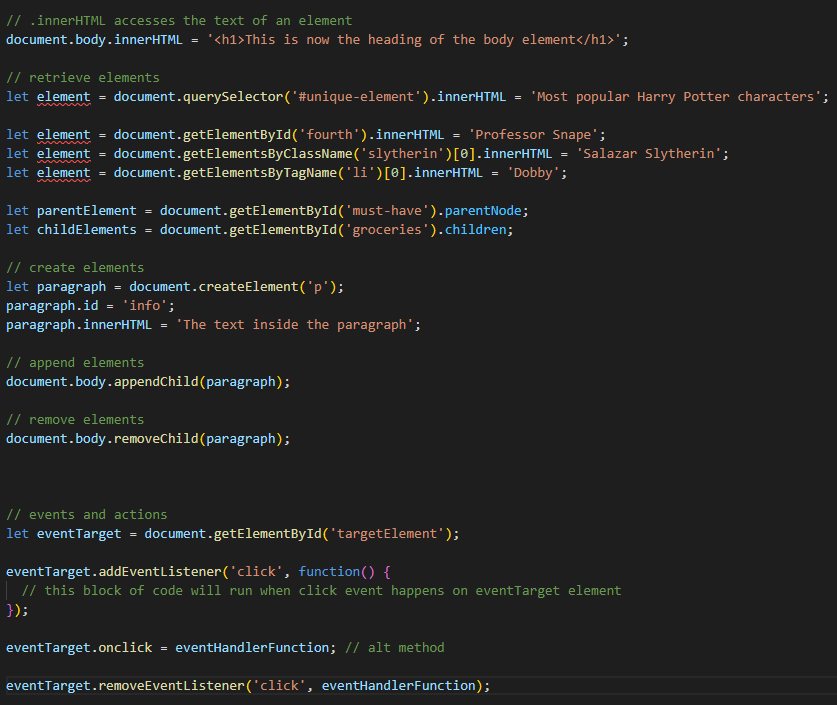 // .innerHTML accesses the text of an element
document.body.innerHTML = '<h1>This is now the heading of the body element</h1>';
// retrieve elements
let element = document.querySelector('#unique-element').innerHTML = 'Most popular Harry Potter characters';
let element = document.getElementById('fourth').innerHTML = 'Professor Snape';
let element = document.getElementsByClassName('slytherin')[0].innerHTML = 'Salazar Slytherin';
let element = document.getElementsByTagName('li')[0].innerHTML = 'Dobby';
let parentElement = document.getElementById('must-have').parentNode;
let childElements = document.getElementById('groceries').children;
// create elements
let paragraph = document.createElement('p');
paragraph.id = 'info';
paragraph.innerHTML = 'The text inside the paragraph';
// append elements
document.body.appendChild(paragraph);
// remove elements
document.body.removeChild(paragraph);
// events and actions
let eventTarget = document.getElementById('targetElement');
eventTarget.addEventListener('click', function() {
// this block of code will run when click event happens on eventTarget element
});
eventTarget.onclick = eventHandlerFunction; // alt method
eventTarget.removeEventListener('click', eventHandlerFunction);